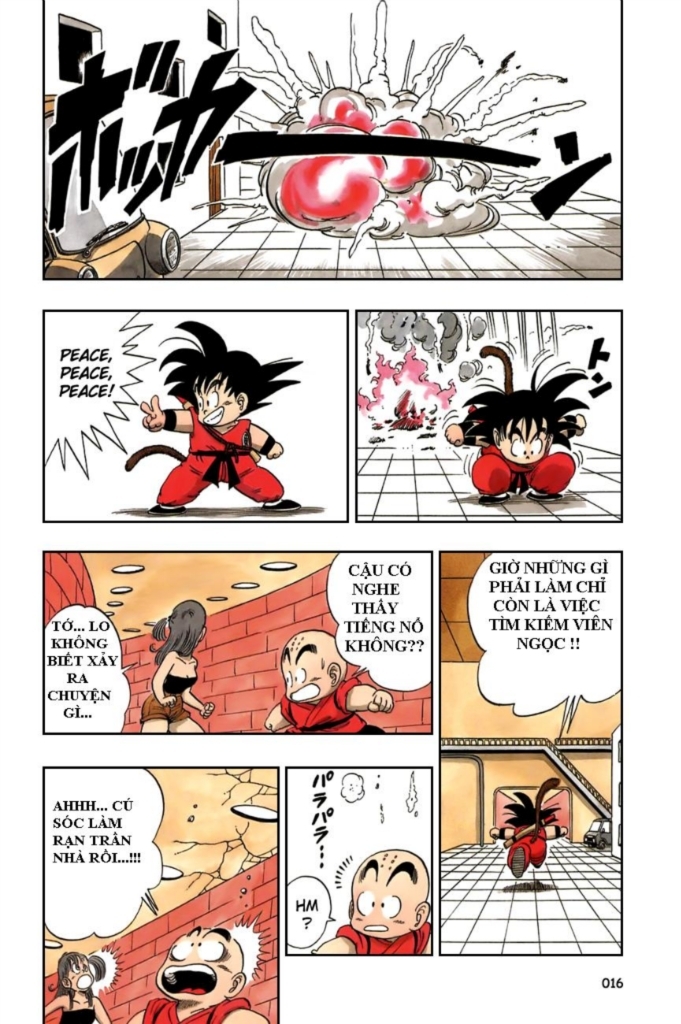 ボッカーン
トン
PEACE,
PEACE,
PEACE!
GIỜ NHỮNG GÌ
PHẢI LÀM CHỈ
CÒN LÀ VIỆC
TÌM KIẾM VIÊN
NGỌC !!
CẬU CÓ
NGHE
THẤY
TIẾNG NỔ
KHÔNG??
TỚ... LO
KHÔNG
BIẾT XẢY
RA
CHUYỆN
GÌ...
パラパラ…
HM
?
AHHH... CÚ
SÓC LÀM
RẠN TRẦN
NHÀ RỒI...!!!
016